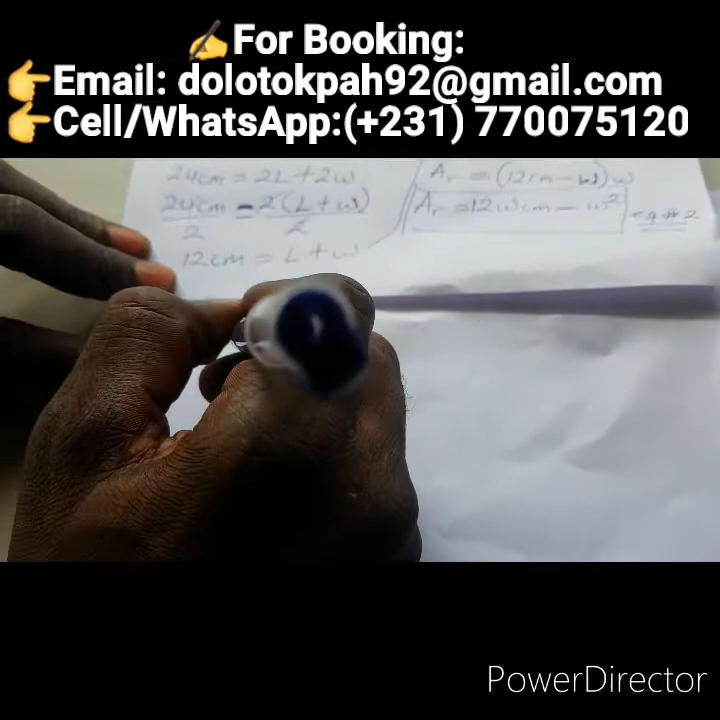 ✍For Booking:
👉Email: dolotokpah92@gmail.com
👉Cell/WhatsApp:(+231) 770075120
24cm = 2L+2w
24cm = 2(L+w)
2 2
12cm = L+w
Ar = (12cm-w)w
Ar =12wcm - w²
eq # 2
PowerDirector